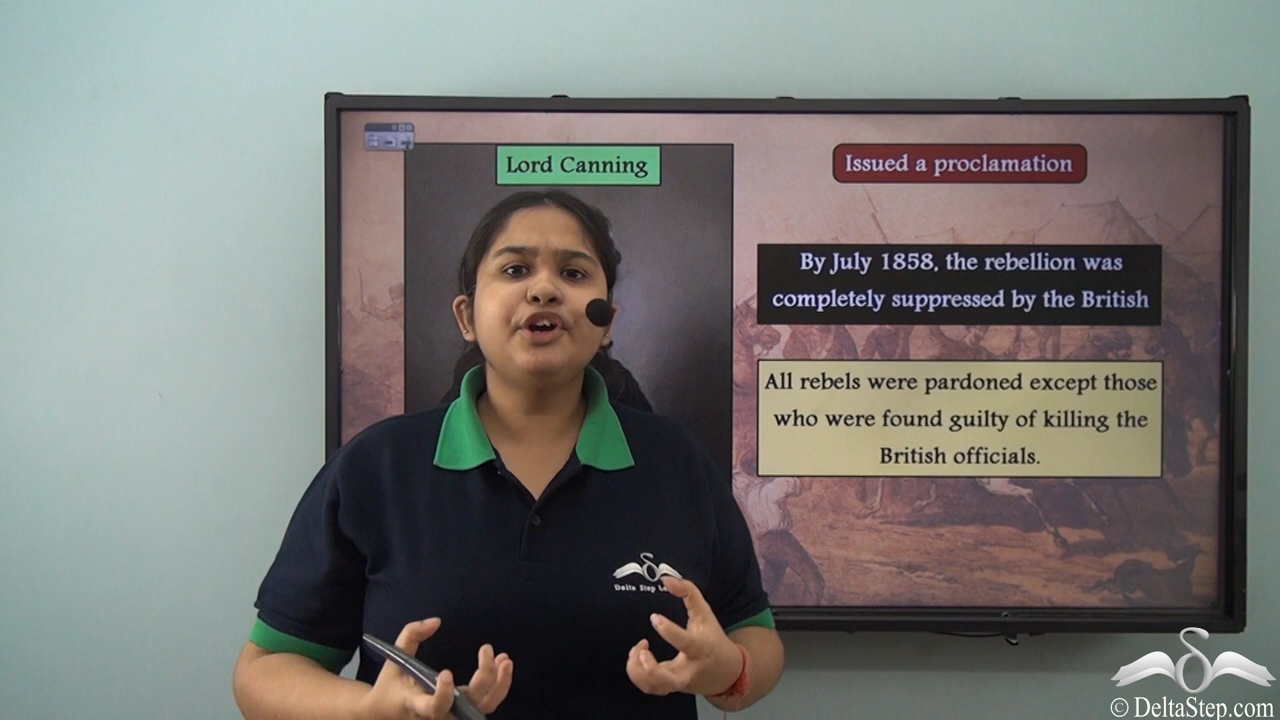 Lord Canning
Issued a proclamation
By July 1858, the rebellion was
completely suppressed by the British
All rebels were pardoned except those
who were found guilty of killing the
British officials.
Delta Step
© DeltaStep.com